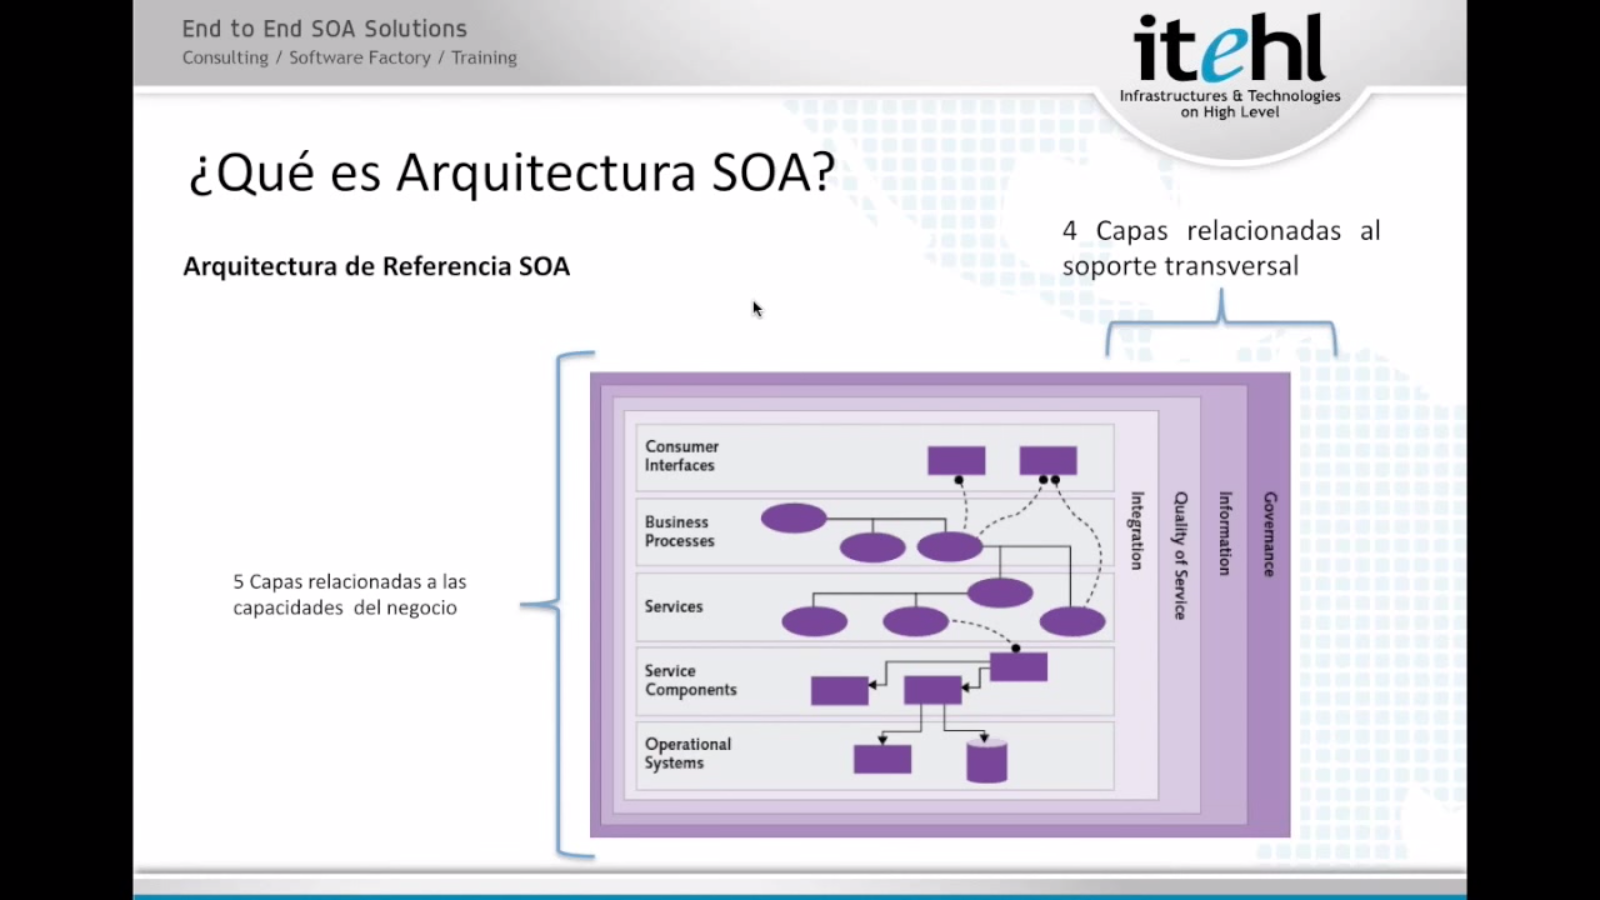 End to End SOA Solutions
Consulting / Software Factory / Training
itehl
Infrastructures & Technologies
on High Level
¿Qué es Arquitectura SOA?
4 Capas relacionadas al
soporte transversal
Arquitectura de Referencia SOA
5 Capas relacionadas a las
capacidades del negocio
Consumer
Interfaces
Business
Processes
Services
Service
Components
Operational
Systems
Integration
Quality of Service
Information
Governance